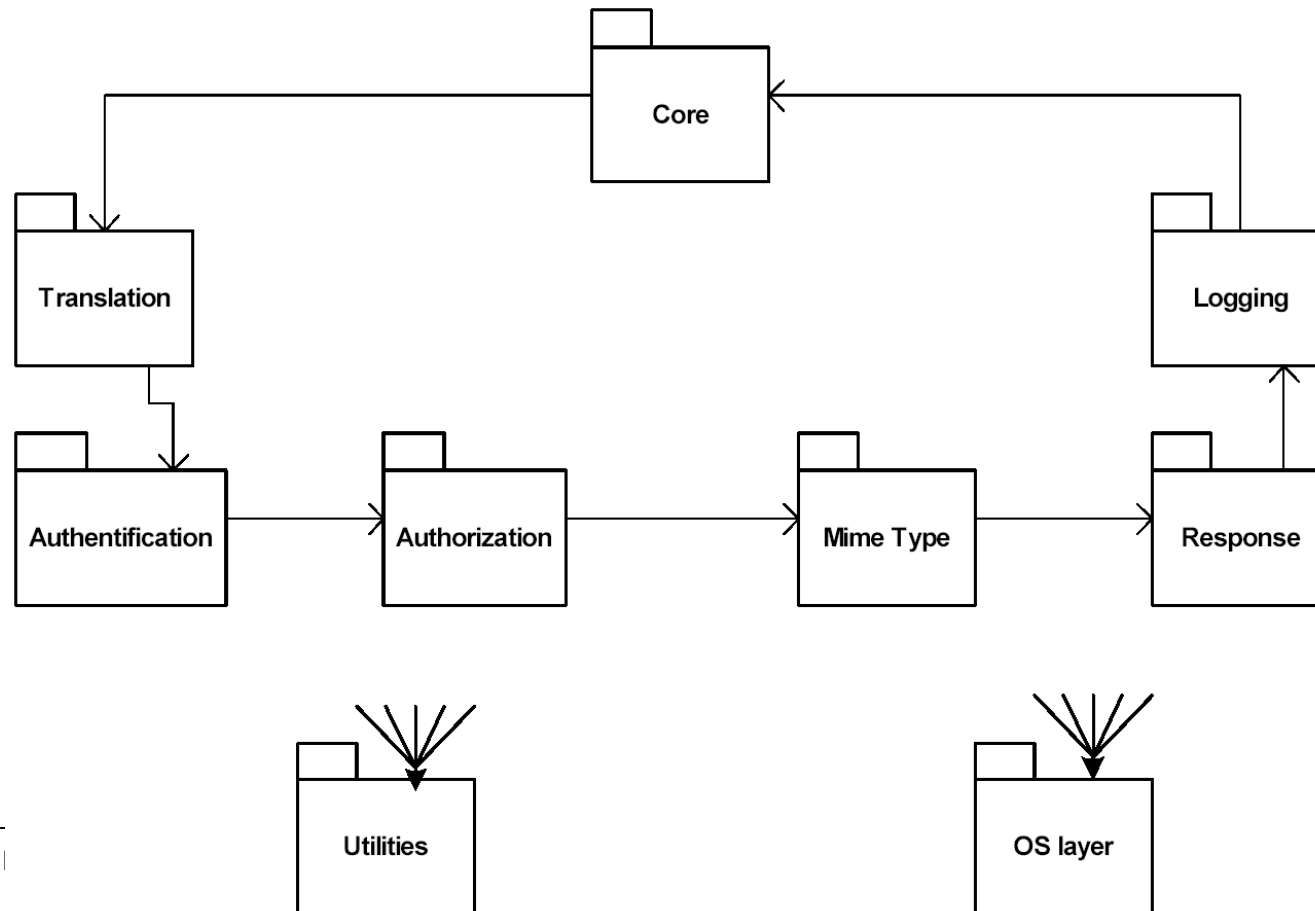 Core
Translation
Logging
Authentification
Authorization
Mime Type
Response
Utilities
OS layer